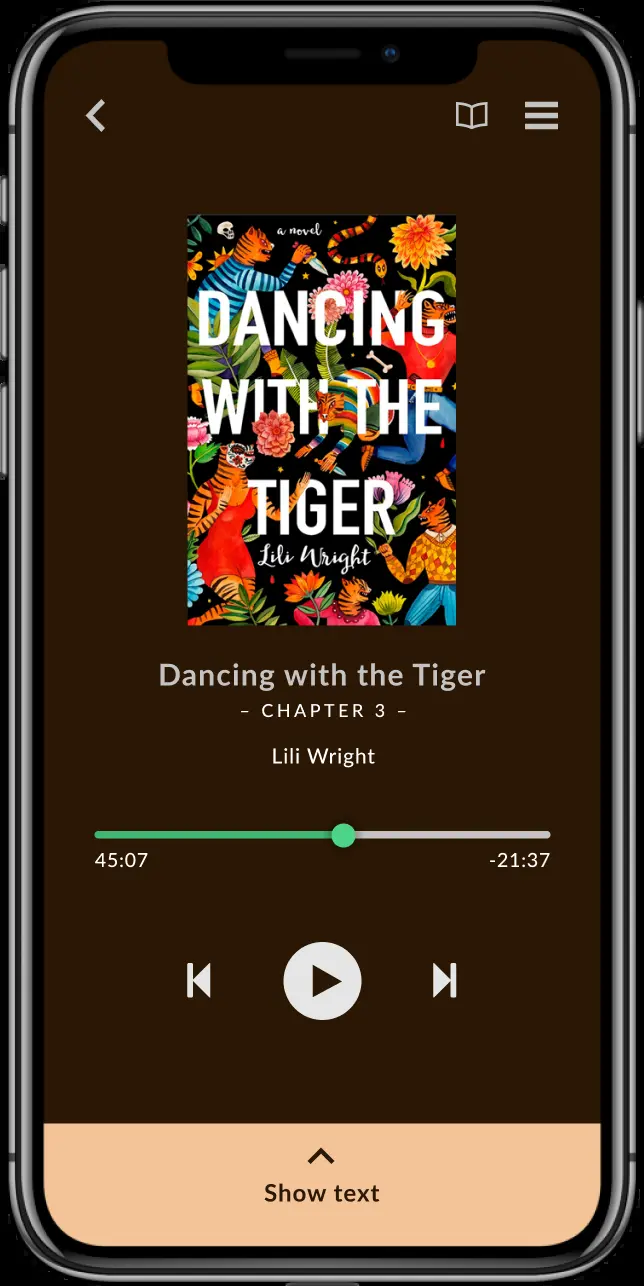 a novel
DANCING
WITH THE
TIGER
Lili Wright
Dancing with the Tiger
– CHAPTER 3 –
Lili Wright
45:07 -21:37
Show text